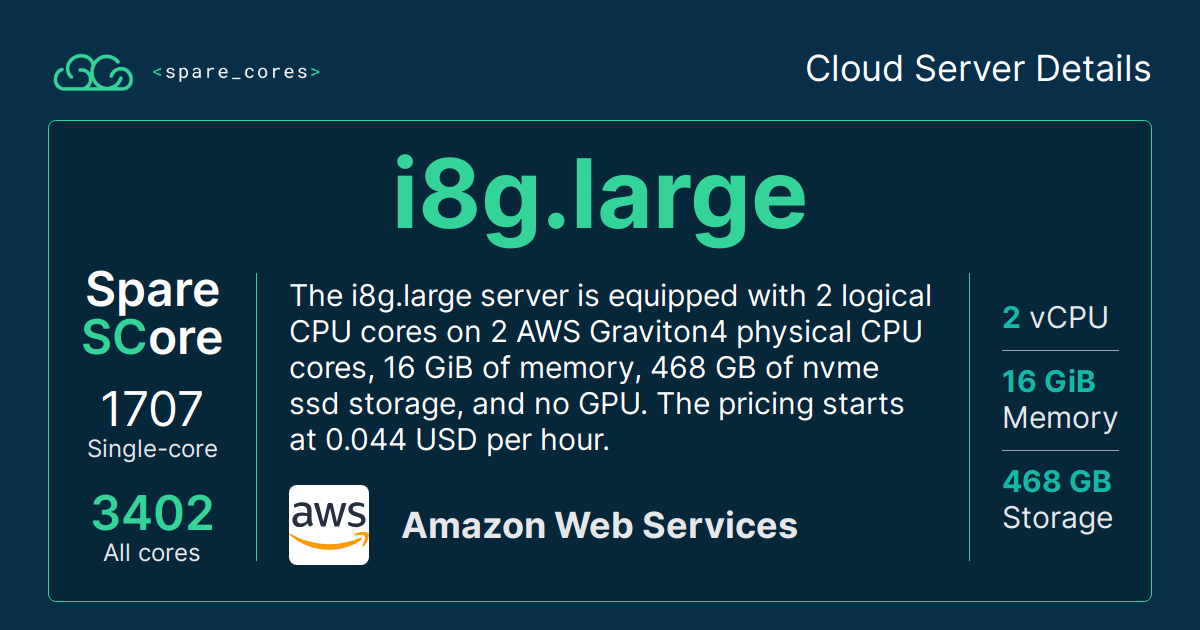 <spare_cores>
Cloud Server Details
i8g.large
Spare
SCore
1707
Single-core
3402
All cores
The i8g.large server is equipped with 2 logical
CPU cores on 2 AWS Graviton4 physical CPU
cores, 16 GiB of memory, 468 GB of nvme
ssd storage, and no GPU. The pricing starts
at 0.044 USD per hour.
aws
Amazon Web Services
2 vCPU
16 GiB
Memory
468 GB
Storage